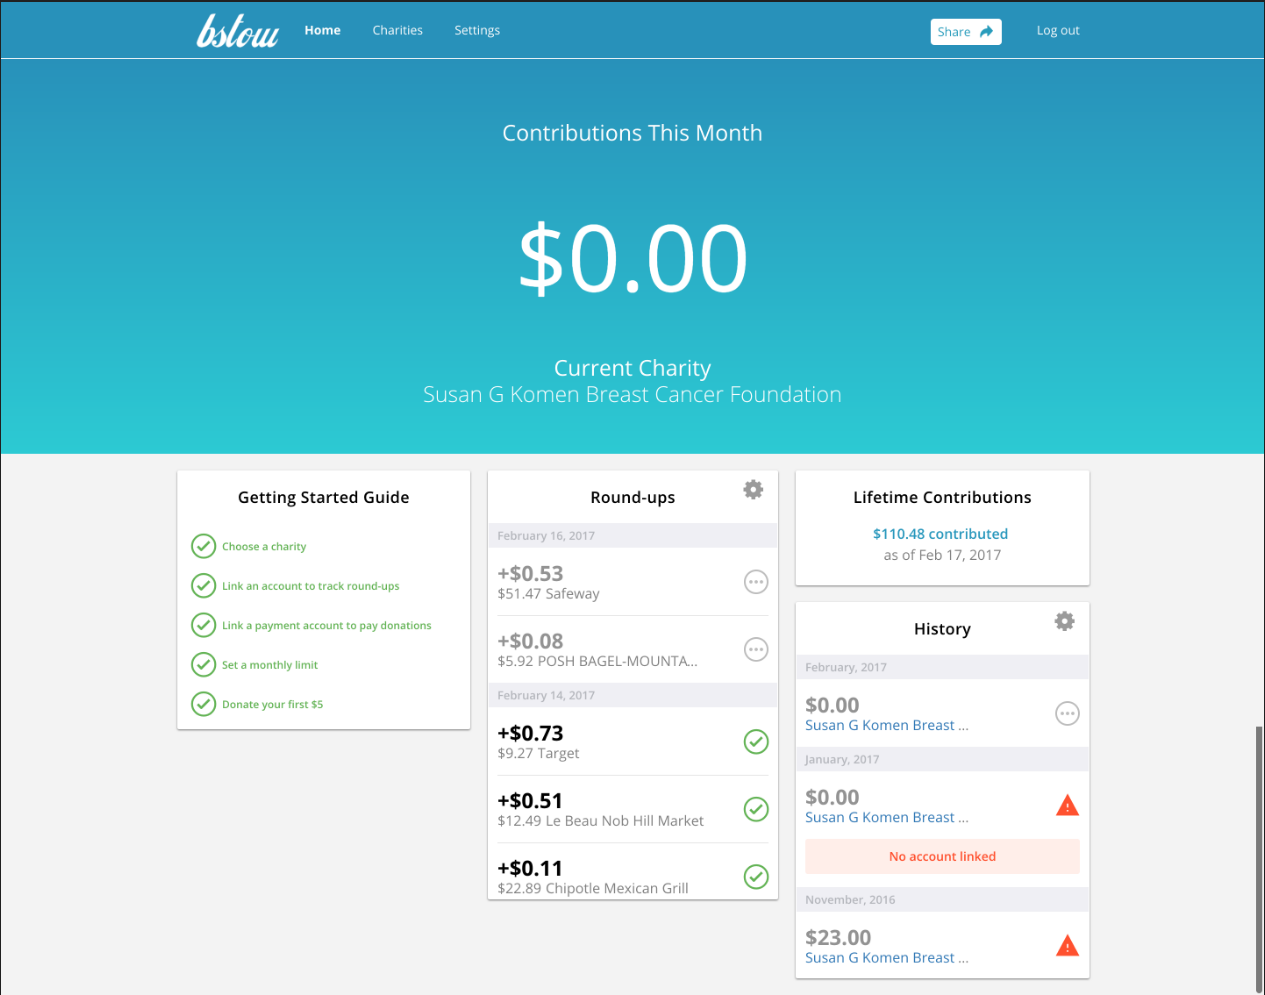 bstow
Home
Charities
Settings
Share
Log out
Contributions This Month
$0.00
Current Charity
Susan G Komen Breast Cancer Foundation
Getting Started Guide
Choose a charity
Link an account to track round-ups
Link a payment account to pay donations
Set a monthly limit
Donate your first $5
Round-ups
February 16, 2017
+$0.53
$51.47 Safeway
+$0.08
$5.92 POSH BAGEL-MOUNTA...
February 14, 2017
+$0.73
$9.27 Target
+$0.51
$12.49 Le Beau Nob Hill Market
+$0.11
$22.89 Chipotle Mexican Grill
Lifetime Contributions
$110.48 contributed
as of Feb 17, 2017
History
February, 2017
$0.00
Susan G Komen Breast ...
January, 2017
$0.00
Susan G Komen Breast ...
No account linked
November, 2016
$23.00
Susan G Komen Breast ...